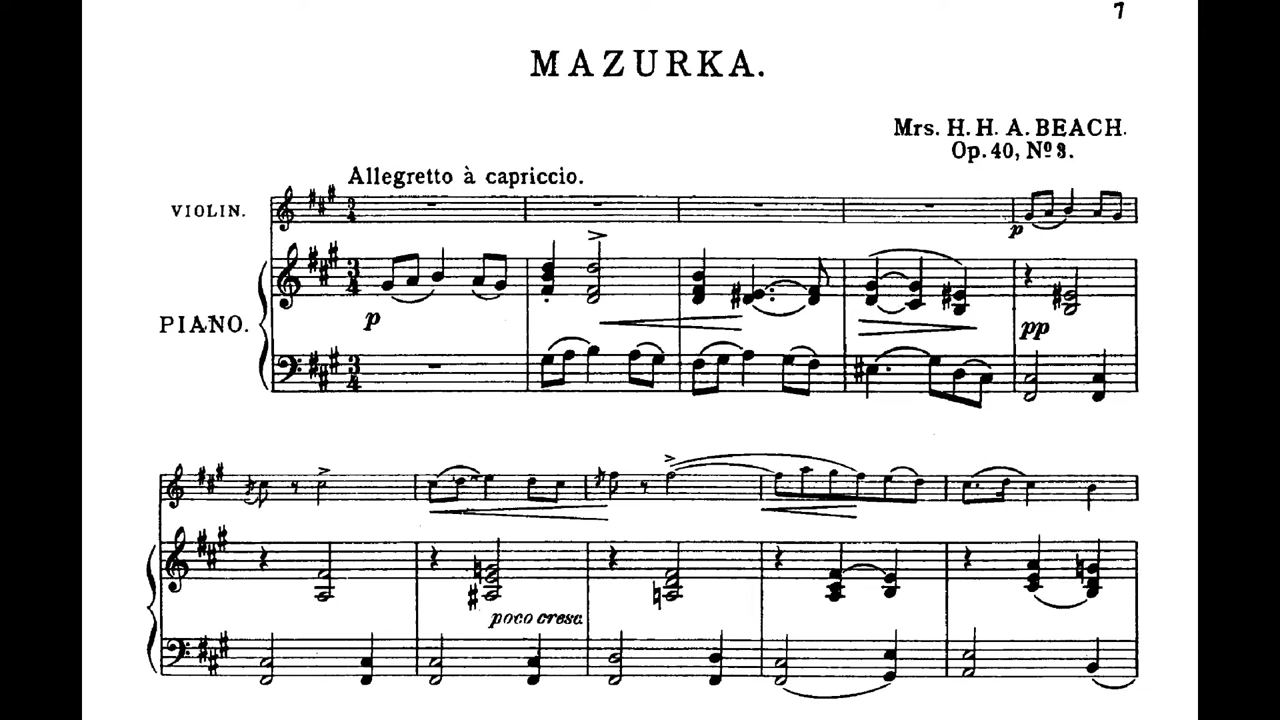 7
MAZURKA.
Mrs. H. H. A. BEACH.
Op. 40, Nº 3.
Allegretto à capriccio.
VIOLIN.
p
PIANO.
p
pp
poco cresc.